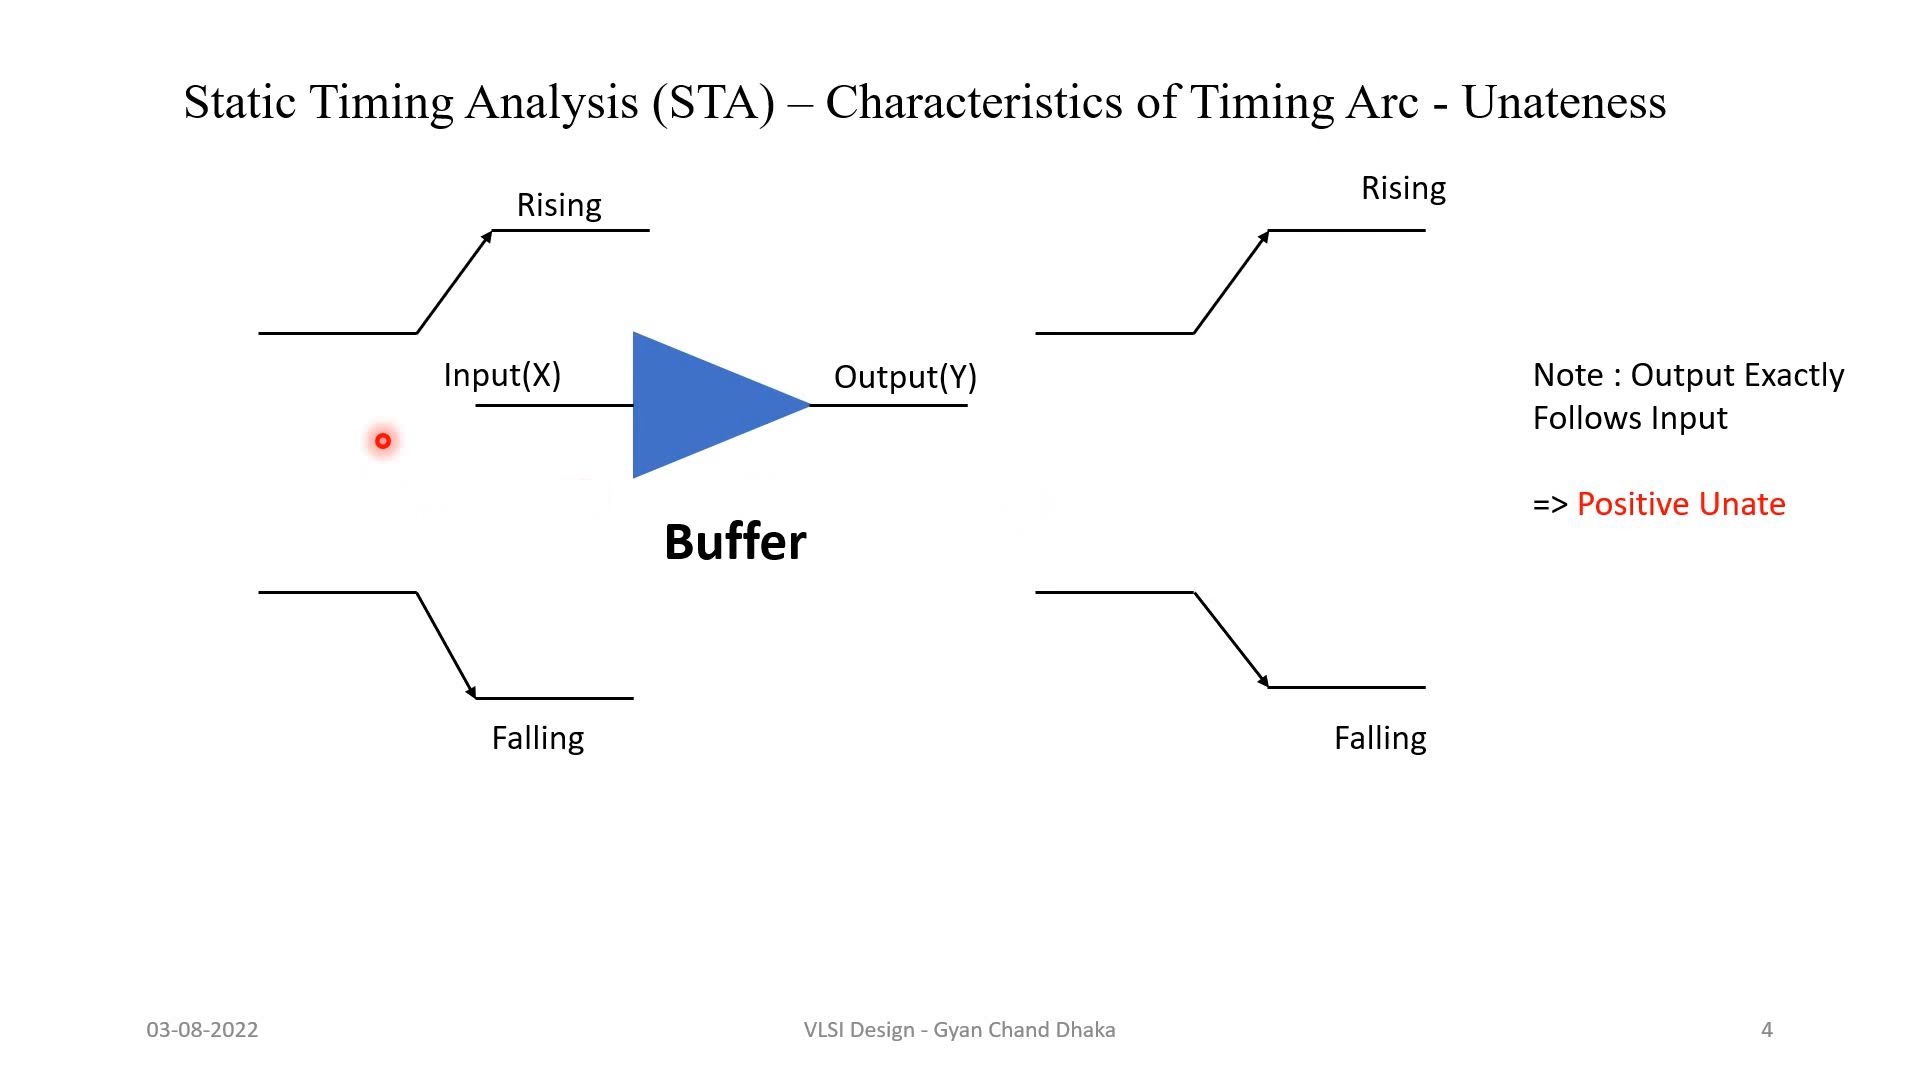 Static Timing Analysis (STA) – Characteristics of Timing Arc - Unateness
Rising
Rising
Input(X)
Output(Y)
Note : Output Exactly
Follows Input
=> Positive Unate
Buffer
Falling
Falling
03-08-2022
VLSI Design - Gyan Chand Dhaka
4